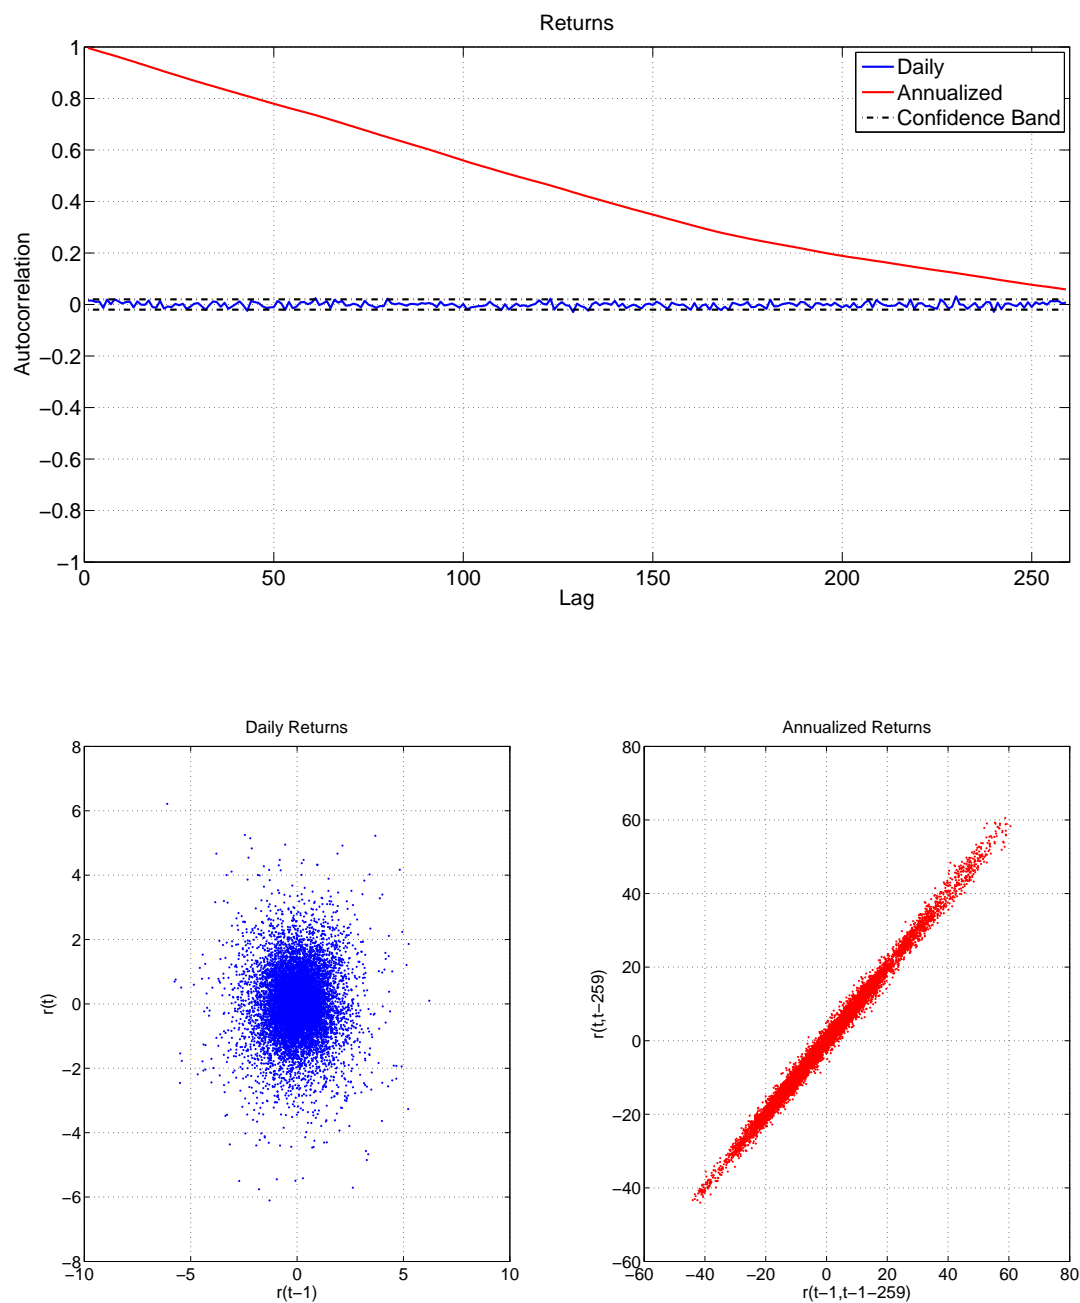 Returns
Daily
Annualized
Confidence Band
1
0.8
0.6
0.4
0.2
0
−0.2
−0.4
−0.6
−0.8
−1
Autocorrelation
0 50 100 150 200 250
Lag
Daily Returns
8
6
4
2
0
−2
−4
−6
−8
r(t)
−10 −5 0 5 10
r(t−1)
Annualized Returns
80
60
40
20
0
−20
−40
−60
r(t,t−259)
−60 −40 −20 0 20 40 60 80
r(t−1,t−1−259)